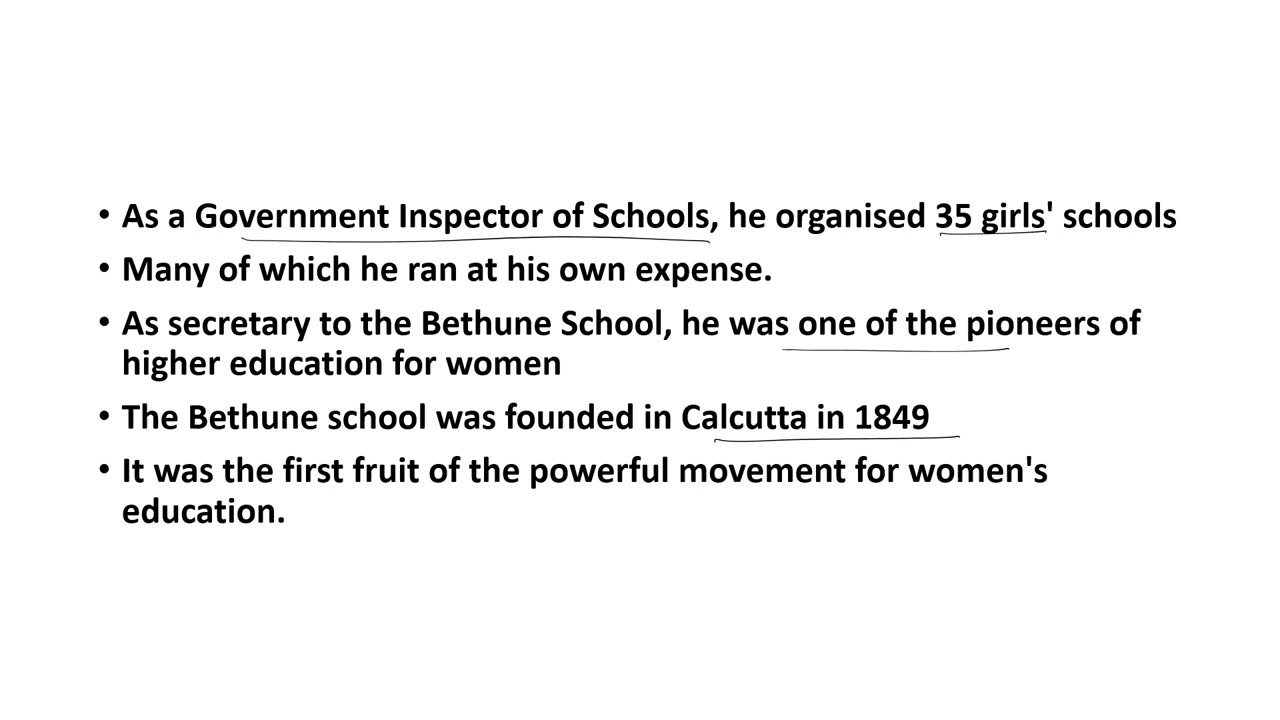 • As a Government Inspector of Schools, he organised 35 girls' schools
• Many of which he ran at his own expense.
• As secretary to the Bethune School, he was one of the pioneers of
higher education for women
• The Bethune school was founded in Calcutta in 1849
• It was the first fruit of the powerful movement for women's
education.